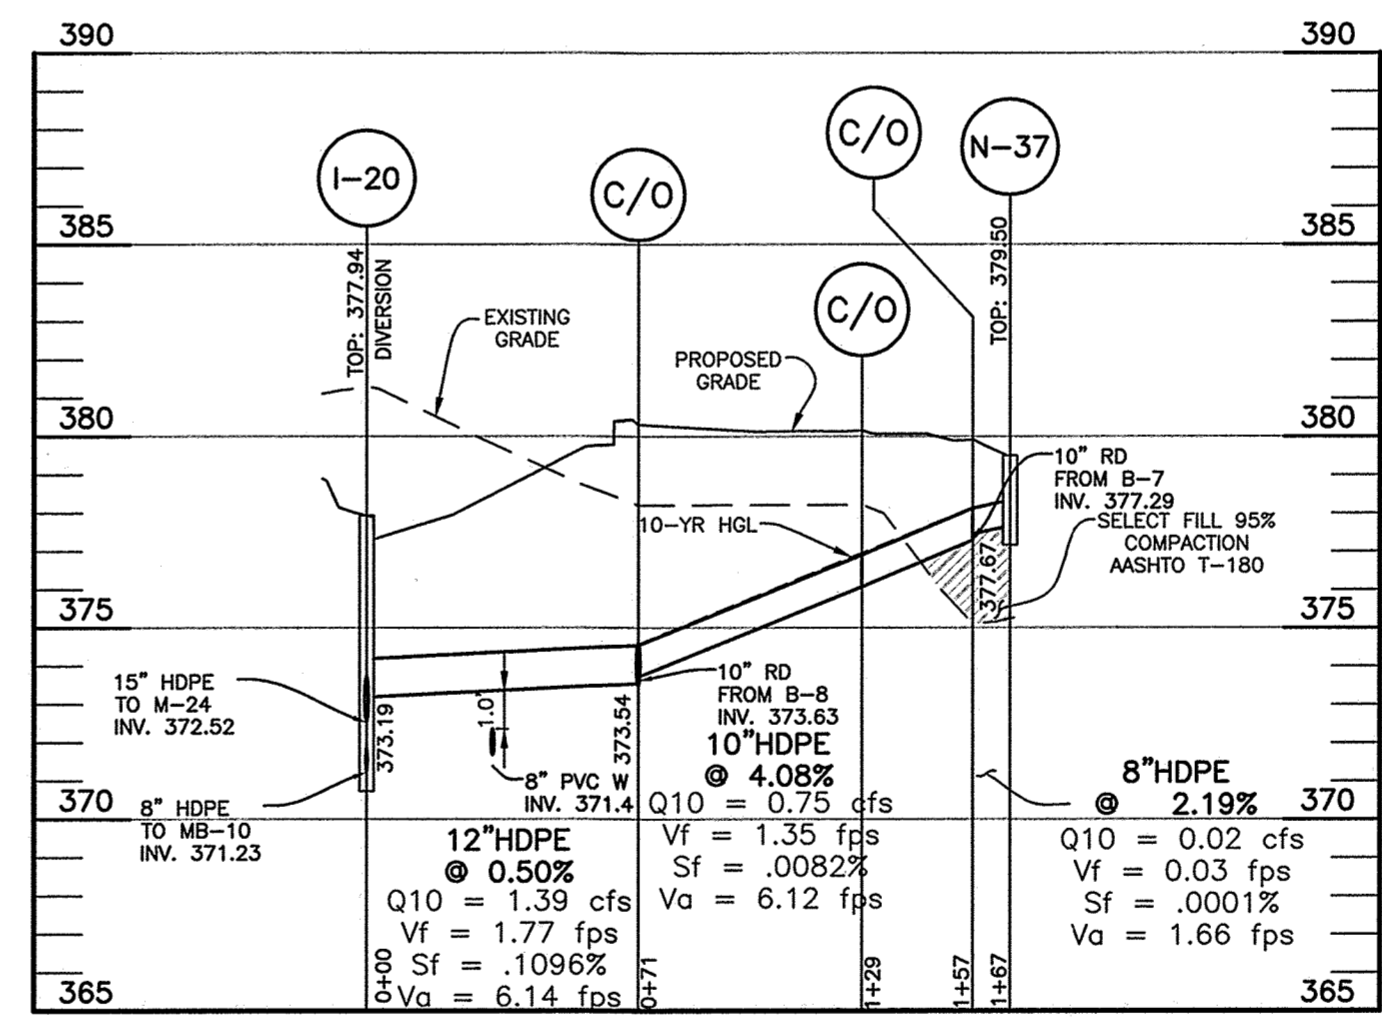 390
390
C/O
N-37
I-20
C/O
385
385
TOP: 377.94
DIVERSION
TOP: 379.50
C/O
EXISTING
GRADE
PROPOSED
GRADE
380
380
10" RD
FROM B-7
INV. 377.29
10-YR HGL
SELECT FILL 95%
COMPACTION
AASHTO T-180
377.67
375
375
15" HDPE
TO M-24
INV. 372.52
373.19
1.0'
373.54
10" RD
FROM B-8
INV. 373.63
8" PVC W
INV. 371.4
8" HDPE
TO MB-10
INV. 371.23
370
370
12"HDPE
@ 0.50%
Q10 = 1.39 cfs
Vf = 1.77 fps
Sf = .1096%
Va = 6.14 fps
10"HDPE
@ 4.08%
Q10 = 0.75 cfs
Vf = 1.35 fps
Sf = .0082%
Va = 6.12 fps
8"HDPE
@ 2.19%
Q10 = 0.02 cfs
Vf = 0.03 fps
Sf = .0001%
Va = 1.66 fps
365
0+00
0+71
1+29
1+57
1+67
365